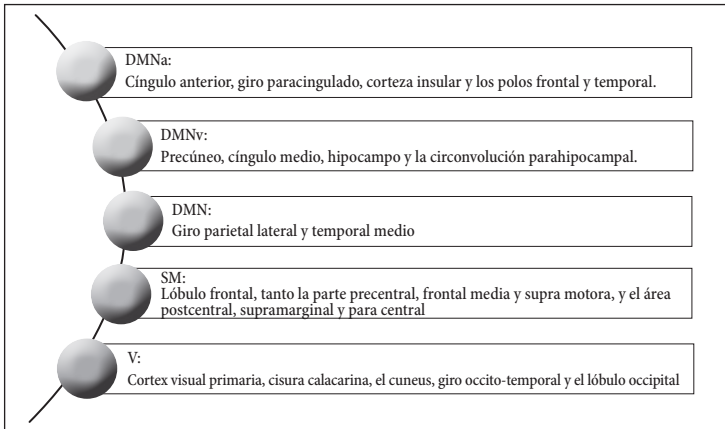 DMNa:
Cíngulo anterior, giro paracingulado, corteza insular y los polos frontal y temporal.
DMNv:
Precúneo, cíngulo medio, hipocampo y la circonvolución parahipocampal.
DMN:
Giro parietal lateral y temporal medio
SM:
Lóbulo frontal, tanto la parte precentral, frontal media y supra motora, y el área
postcentral, supramarginal y para central
V:
Cortex visual primaria, cisura calacarina, el cuneus, giro occito-temporal y el lóbulo occipital